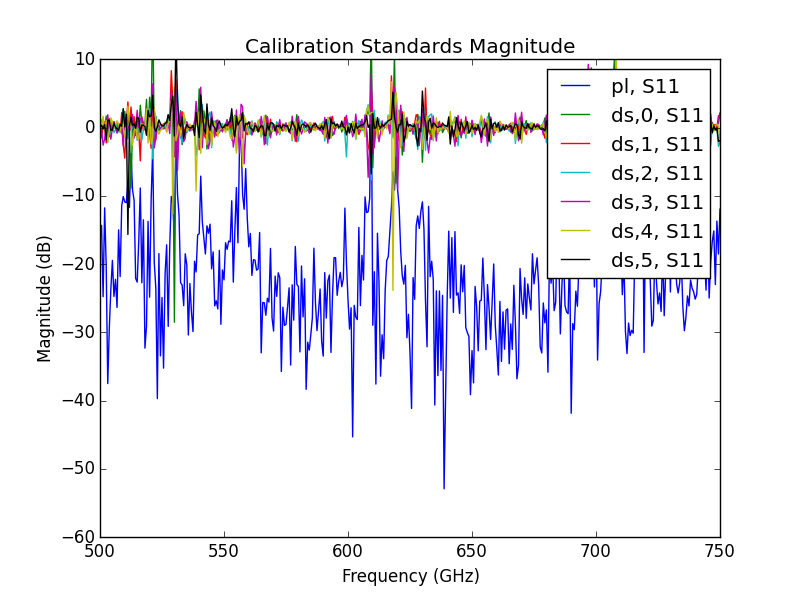 Calibration Standards Magnitude
10
0
−10
−20
−30
−40
−50
−60
Magnitude (dB)
pl, S11
ds,0, S11
ds,1, S11
ds,2, S11
ds,3, S11
ds,4, S11
ds,5, S11
500
550
600
650
700
750
Frequency (GHz)